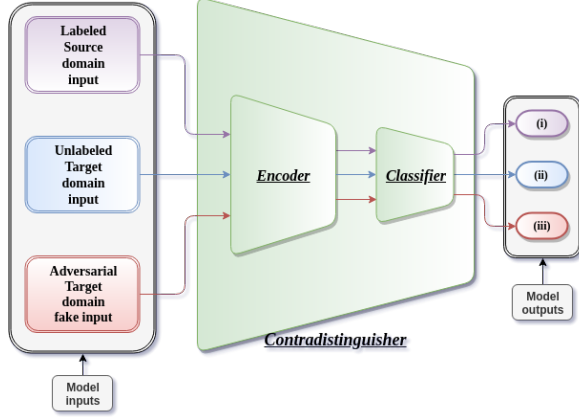 Labeled
Source
domain
input
Unlabeled
Target
domain
input
Adversarial
Target
domain
fake input
Encoder
Classifier
(i)
(ii)
(iii)
Contradistinguisher
Model
inputs
Model
outputs